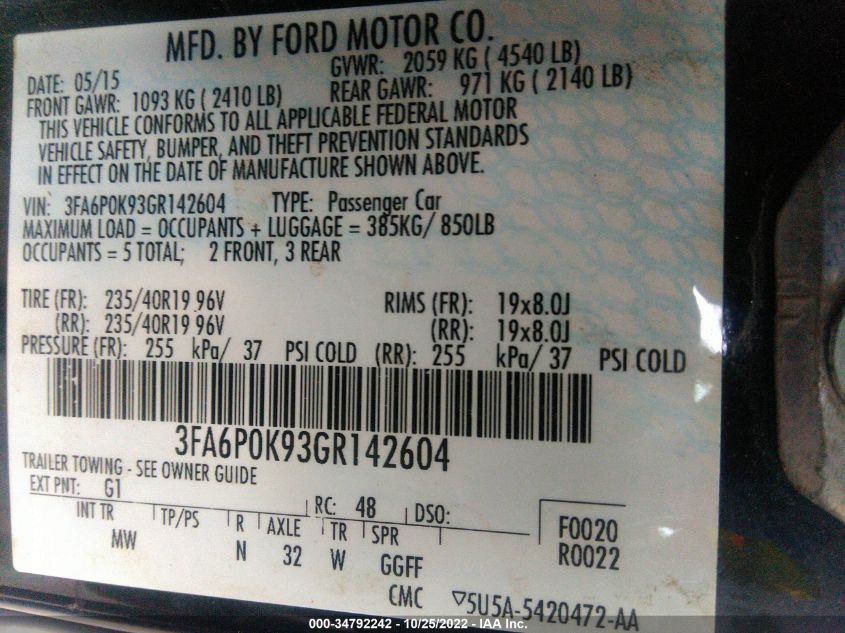 MFD. BY FORD MOTOR CO.
DATE: 05/15 GVWR: 2059 KG ( 4540 LB)
FRONT GAWR: 1093 KG ( 2410 LB) REAR GAWR: 971 KG ( 2140 LB)
THIS VEHICLE CONFORMS TO ALL APPLICABLE FEDERAL MOTOR
VEHICLE SAFETY, BUMPER, AND THEFT PREVENTION STANDARDS
IN EFFECT ON THE DATE OF MANUFACTURE SHOWN ABOVE.
VIN: 3FA6P0K93GR142604 TYPE: Passenger Car
MAXIMUM LOAD = OCCUPANTS + LUGGAGE = 385KG/ 850LB
OCCUPANTS = 5 TOTAL; 2 FRONT, 3 REAR
TIRE (FR): 235/40R19 96V RIMS (FR): 19x8.0J
(RR): 235/40R19 96V (RR): 19x8.0J
PRESSURE (FR): 255 kPa/ 37 PSI COLD (RR): 255 kPa/ 37 PSI COLD
3FA6P0K93GR142604
TRAILER TOWING - SEE OWNER GUIDE
EXT PNT: G1 RC: 48 DSO:
INT TR TP/PS R AXLE TR SPR F0020
MW N 32 W GGFF R0022
CMC ▽5U5A-5420472-AA
000-34792242 - 10/25/2022 - IAA Inc.